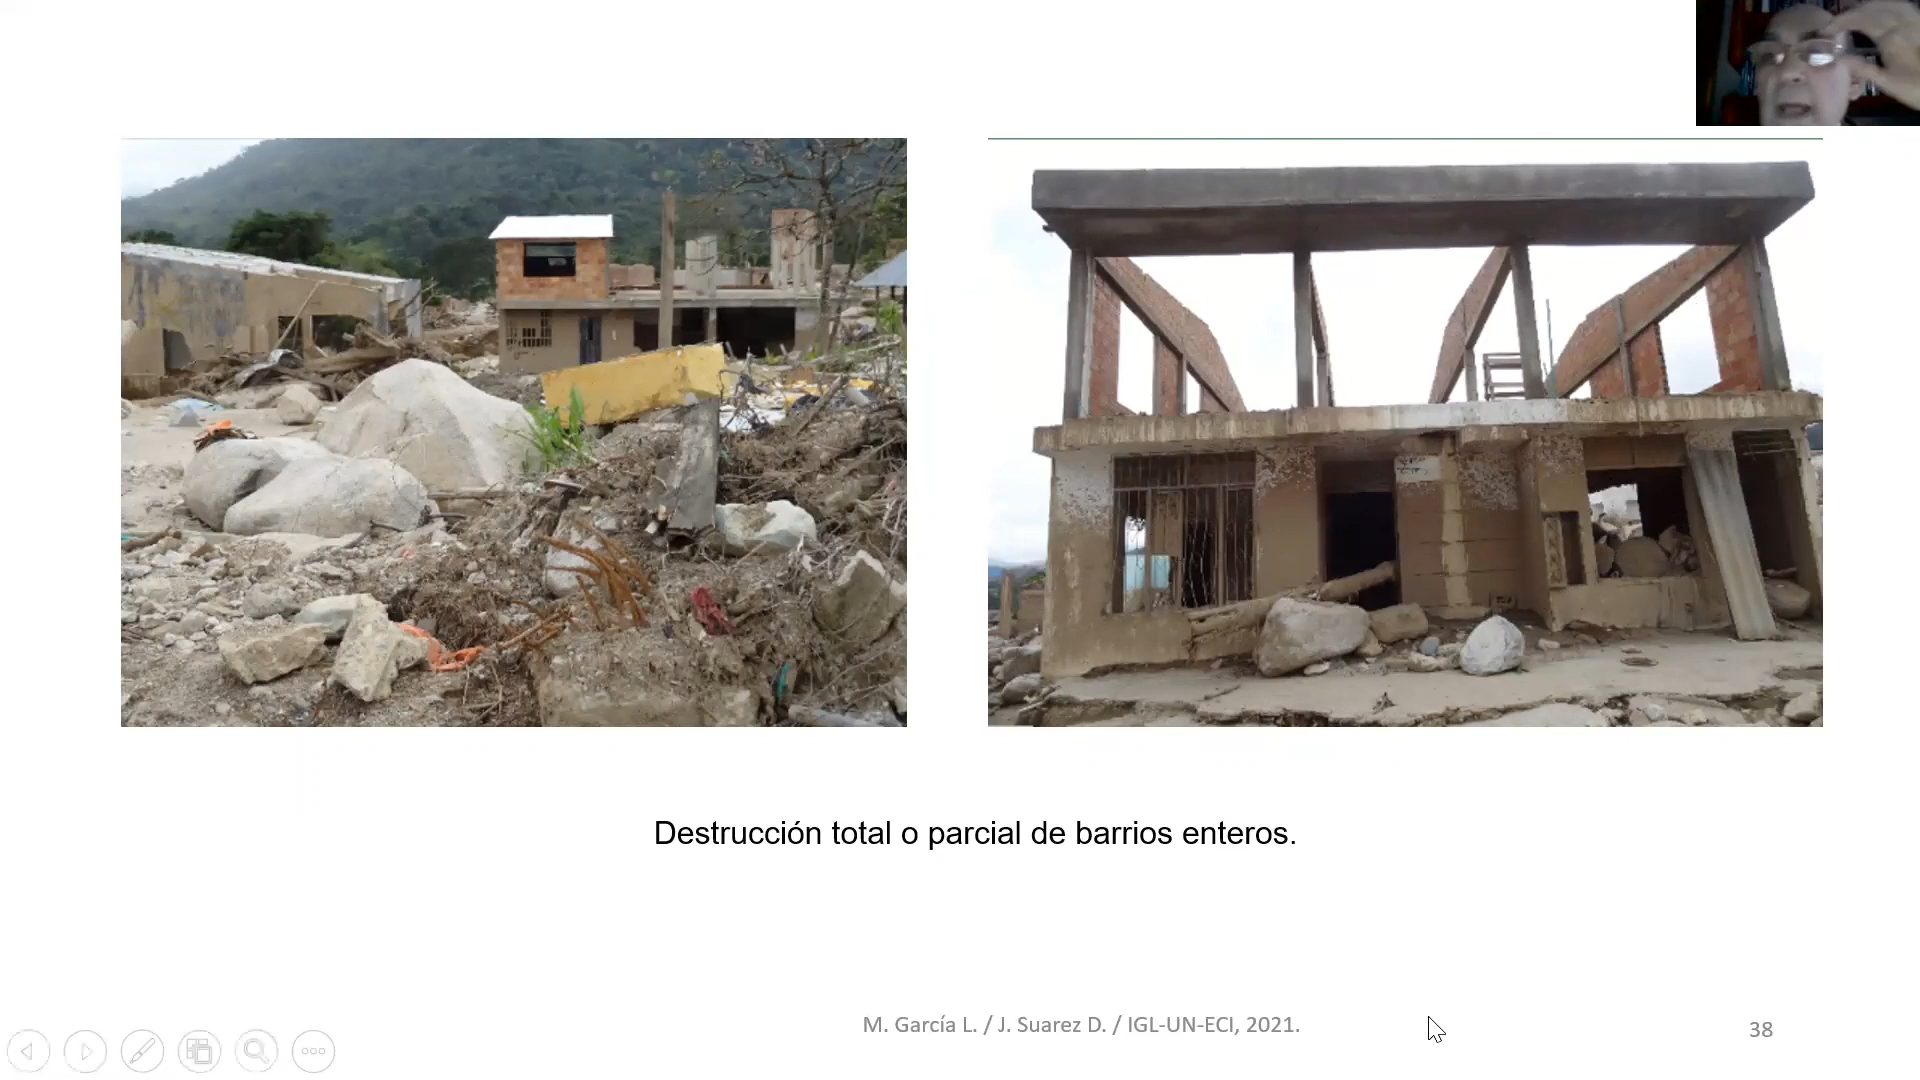 Destrucción total o parcial de barrios enteros.
M. García L. / J. Suarez D. / IGL-UN-ECI, 2021.
38